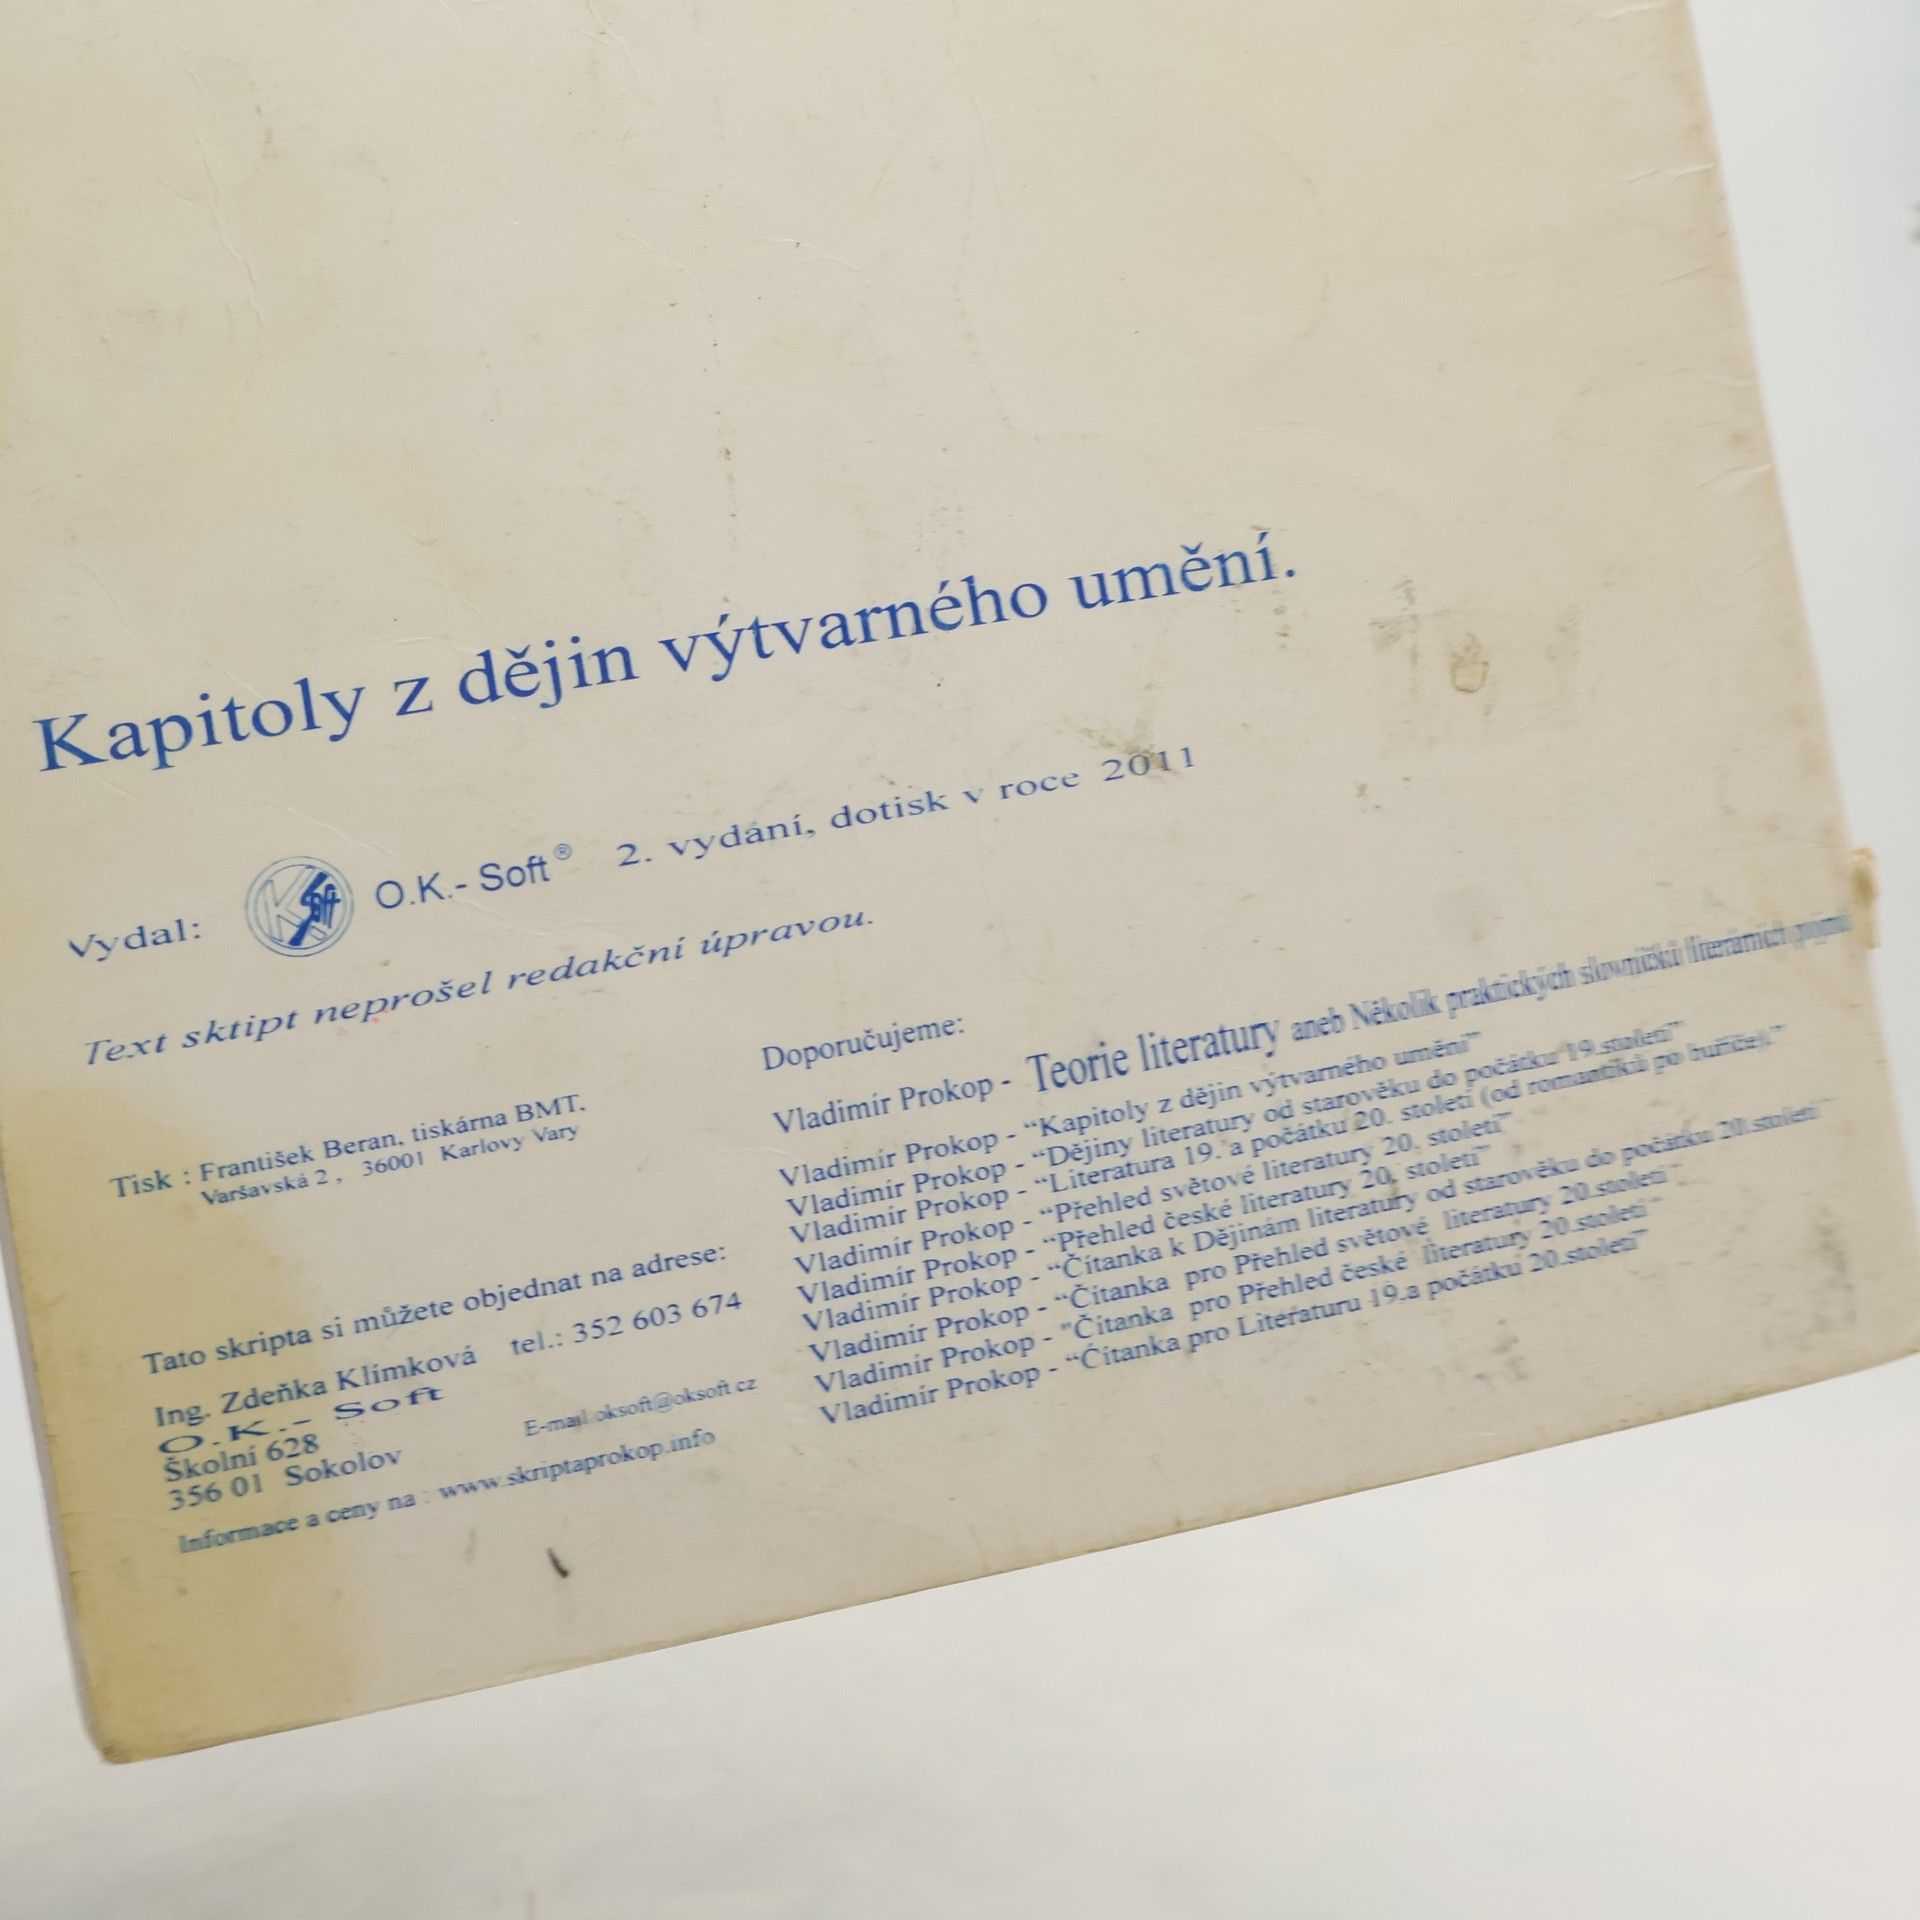 Kapitoly z dějin výtvarného umění.
Vydal: K Soft O.K.- Soft® 2. vydání, dotisk v roce 2011
Text sktipt neprošel redakční úpravou.
Tisk : František Beran, tiskárna BMT.
Varšavská 2 , 36001 Karlovy Vary
Tato skripta si můžete objednat na adrese:
Ing. Zdeňka Klímková tel.: 352 603 674
O.K.- Soft
Školní 628
356 01 Sokolov
E-mail oksoft@oksoft.cz
Informace a ceny na : www.skriptaprokop.info
Doporučujeme:
Vladimír Prokop - Teorie literatury aneb Několik praktických slovníčků literárních pojmů
Vladimír Prokop - “Kapitoly z dějin výtvarného umění”
Vladimír Prokop - “Dějiny literatury od starověku do počátku 19.století”
Vladimír Prokop - “Literatura 19. a počátku 20. století (od romantiků po buřiče).”
Vladimír Prokop - “Přehled světové literatury 20. století”
Vladimír Prokop - “Přehled české literatury 20. století”
Vladimír Prokop - “Čítanka k Dějinám literatury od starověku do počátku 20.století”
Vladimír Prokop - “Čítanka pro Přehled světové literatury 20.století”
Vladimír Prokop - "Čítanka pro Přehled české literatury 20.století”
Vladimír Prokop - “Čítanka pro Literaturu 19.a počátku 20.století”